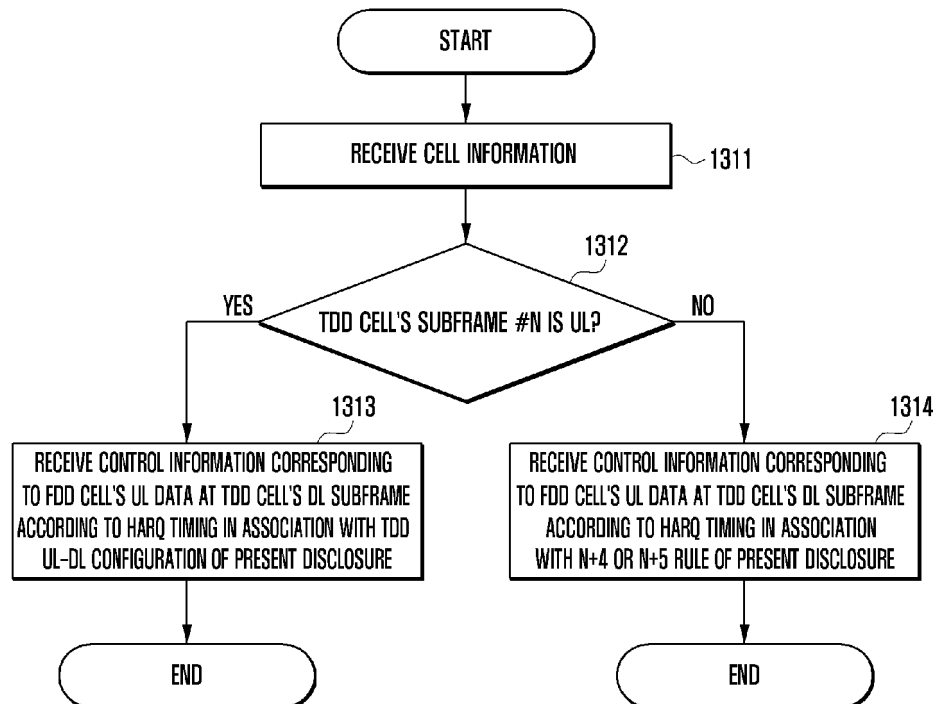 START
RECEIVE CELL INFORMATION
1311
1312
YES
TDD CELL'S SUBFRAME #N IS UL?
NO
1313
RECEIVE CONTROL INFORMATION CORRESPONDING
TO FDD CELL'S UL DATA AT TDD CELL'S DL SUBFRAME
ACCORDING TO HARQ TIMING IN ASSOCIATION WITH TDD
UL-DL CONFIGURATION OF PRESENT DISCLOSURE
1314
RECEIVE CONTROL INFORMATION CORRESPONDING
TO FDD CELL'S UL DATA AT TDD CELL'S DL SUBFRAME
ACCORDING TO HARQ TIMING IN ASSOCIATION
WITH N+4 OR N+5 RULE OF PRESENT DISCLOSURE
END
END